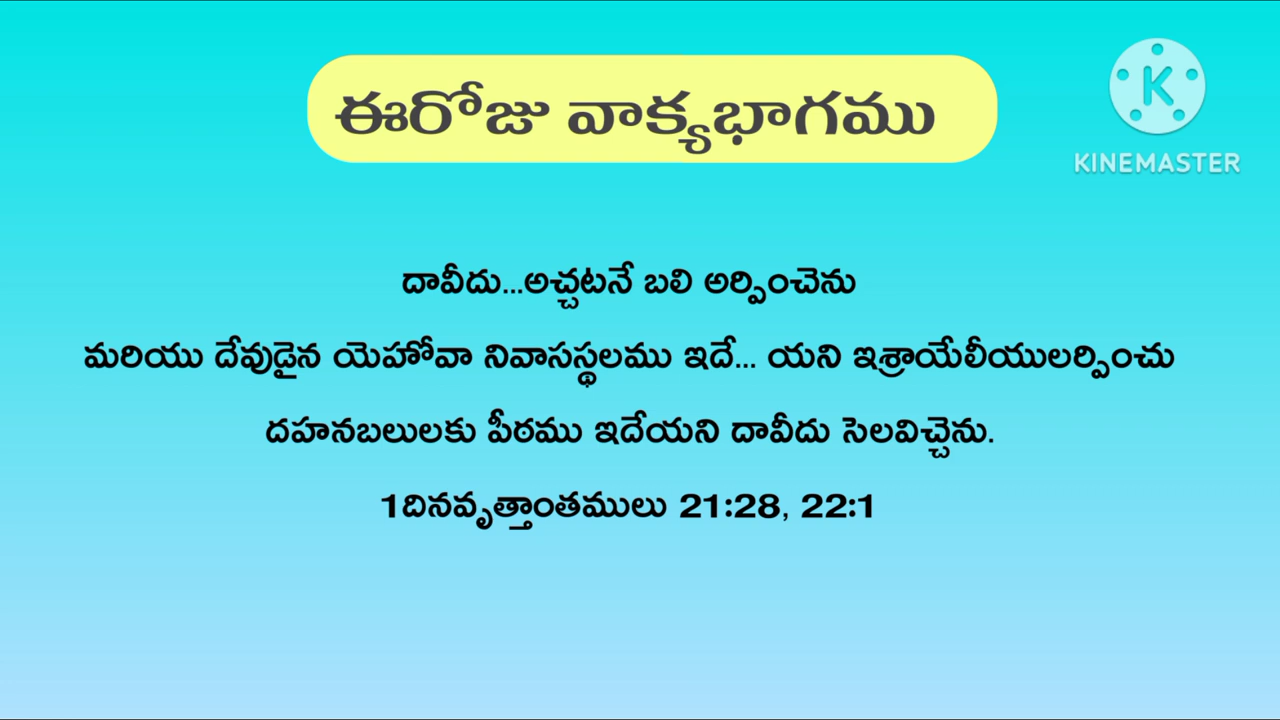 ఈరోజు వాక్యభాగము
KINEMASTER
దావీదు...అచ్చటనే బలి అర్పించెను
మరియు దేవుడైన యెహోవా నివాసస్థలము ఇదే... యని ఇశ్రాయేలీయులర్పించు
దహనబలులకు పీఠము ఇదేయని దావీదు సెలవిచ్చెను.
1దినవృత్తాంతములు 21:28, 22:1